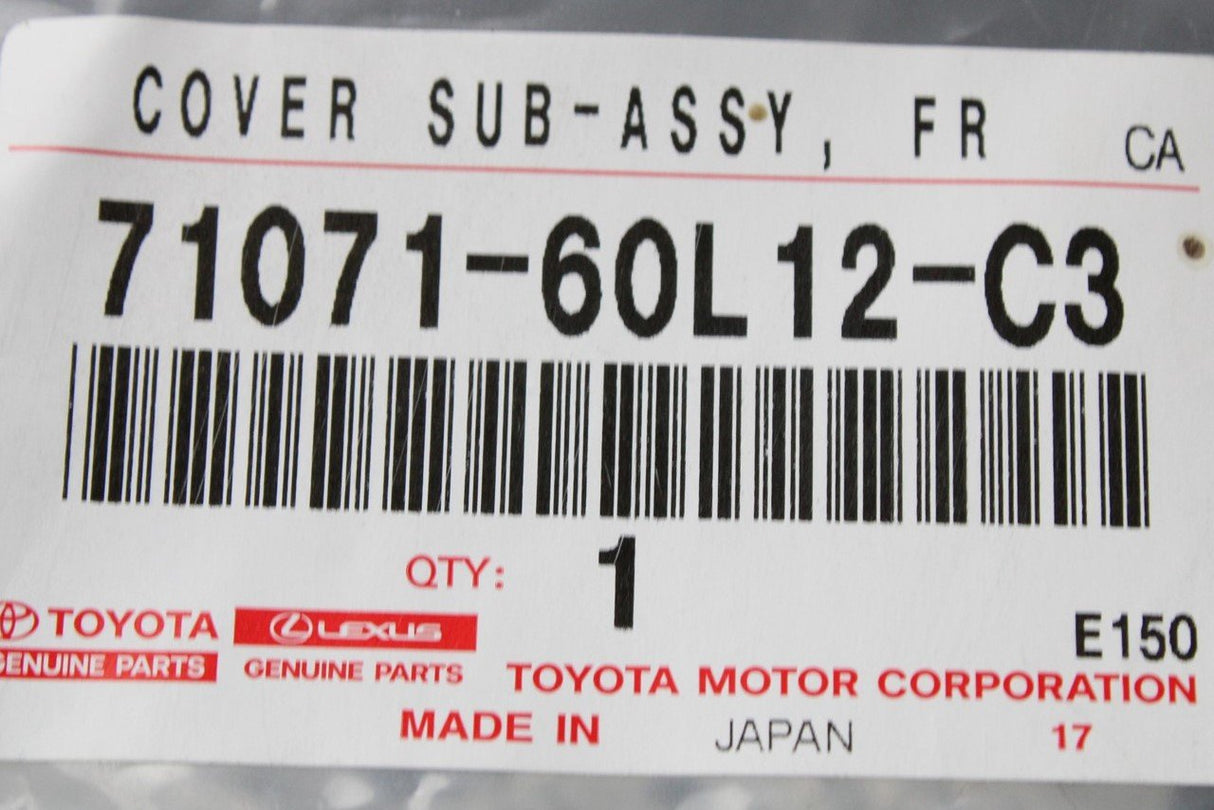 COVER SUB-ASSY, FR CA
71071-60L12-C3
QTY: 1
TOYOTA LEXUS E150
GENUINE PARTS GENUINE PARTS TOYOTA MOTOR CORPORATION
MADE IN JAPAN 17